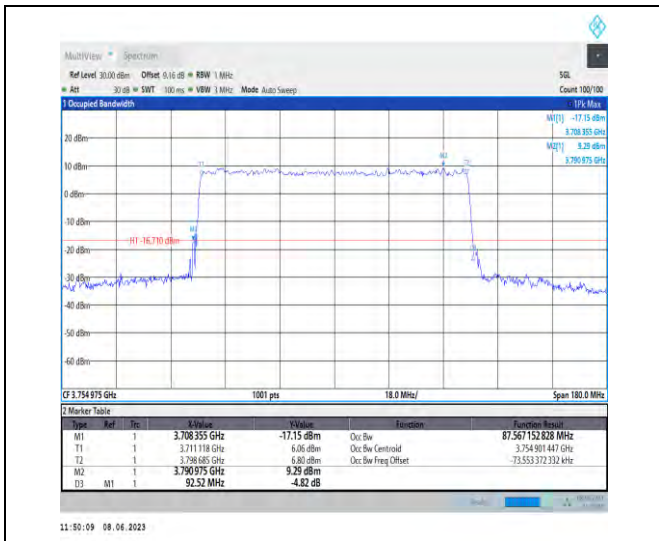 MultiView Spectrum
Ref Level 30.00 dBm Offset 9.16 dB RBW 1 MHz SGL
Att 30 dB SWT 100 ms VBW 3 MHz Mode Auto Sweep Count 100/100
1 Occupied Bandwidth 1Pk Max
M1[1] -17.15 dBm
3.708 355 GHz
M2[1] 9.29 dBm
3.790 975 GHz
20 dBm
10 dBm
0 dBm
-10 dBm
-20 dBm
-30 dBm
-40 dBm
-50 dBm
-60 dBm
M2
T1
M1
H1 -16.710 dBm
CF 3.754 975 GHz 1001 pts 18.0 MHz/ Span 180.0 MHz
2 Marker Table
Type Ref Trc X-Value Y-Value Function Function Result
M1 1 3.708 355 GHz -17.15 dBm Occ Bw 87.567 152 828 MHz
T1 1 3.711 118 GHz 6.06 dBm Occ Bw Centroid 3.754 901 447 GHz
T2 1 3.798 685 GHz 6.80 dBm Occ Bw Freq Offset -73.553 372 332 kHz
M2 1 3.790 975 GHz 9.29 dBm
D3 M1 1 92.52 MHz -4.82 dB
11:50:09 08.06.2023